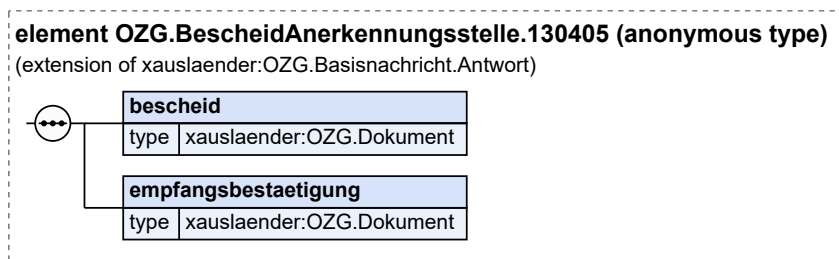 element OZG.BescheidAnerkennungsstelle.130405 (anonymous type)
(extension of xauslaender:OZG.Basisnachricht.Antwort)
bescheid
type xauslaender:OZG.Dokument
empfangsbestaetigung
type xauslaender:OZG.Dokument